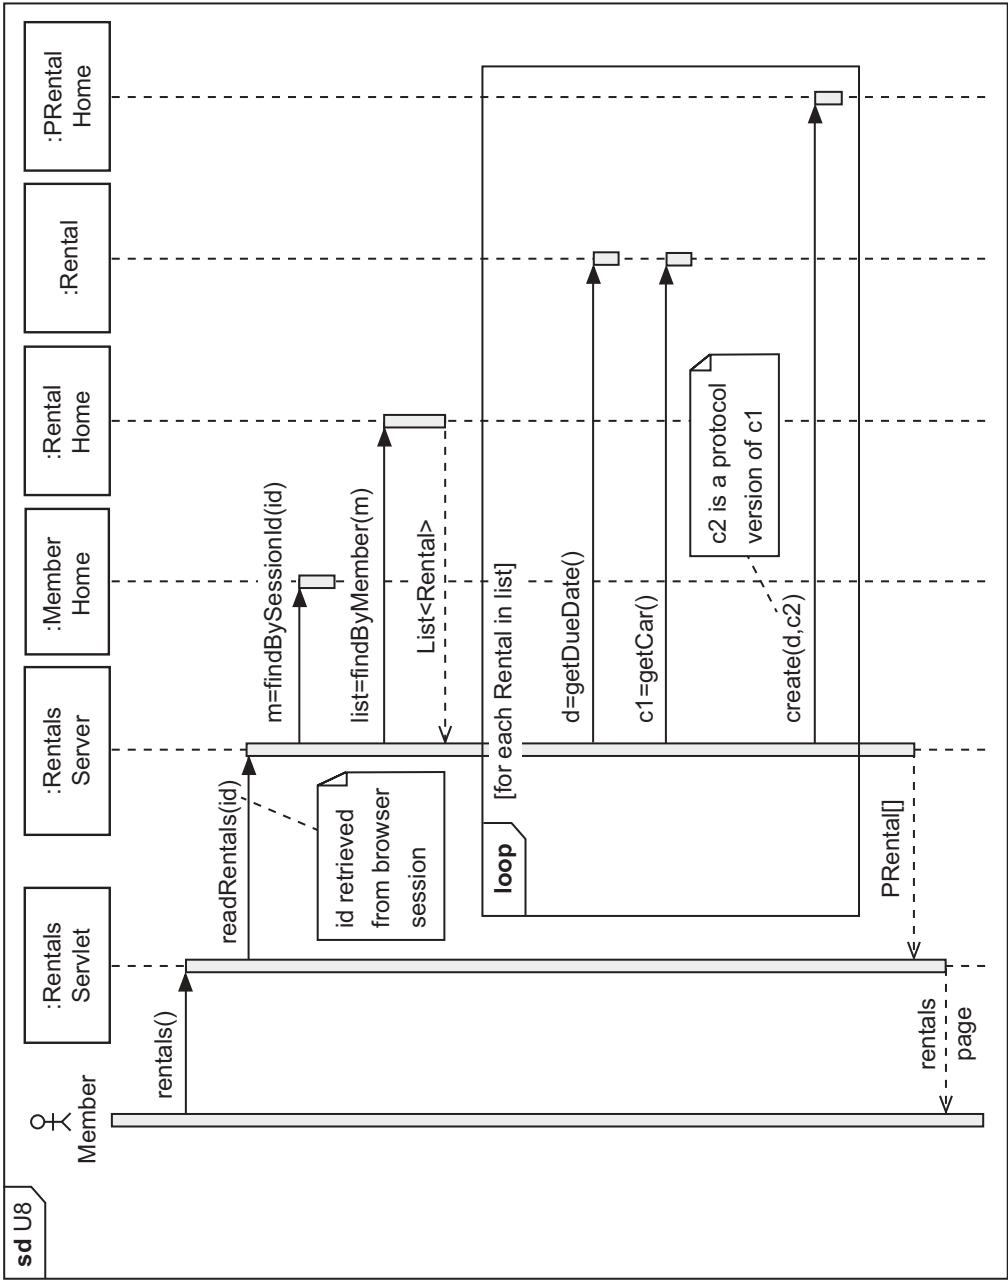 sd U8
Member
:Rentals
Servlet
:Rentals
Server
:Member
Home
:Rental
Home
:Rental
:PRental
Home
rentals()
readRentals(id)
m=findBySessionId(id)
id retrieved
from browser
session
list=findByMember(m)
List<Rental>
loop
[for each Rental in list]
d=getDueDate()
c1=getCar()
c2 is a protocol
version of c1
create(d,c2)
PRental[]
rentals
page